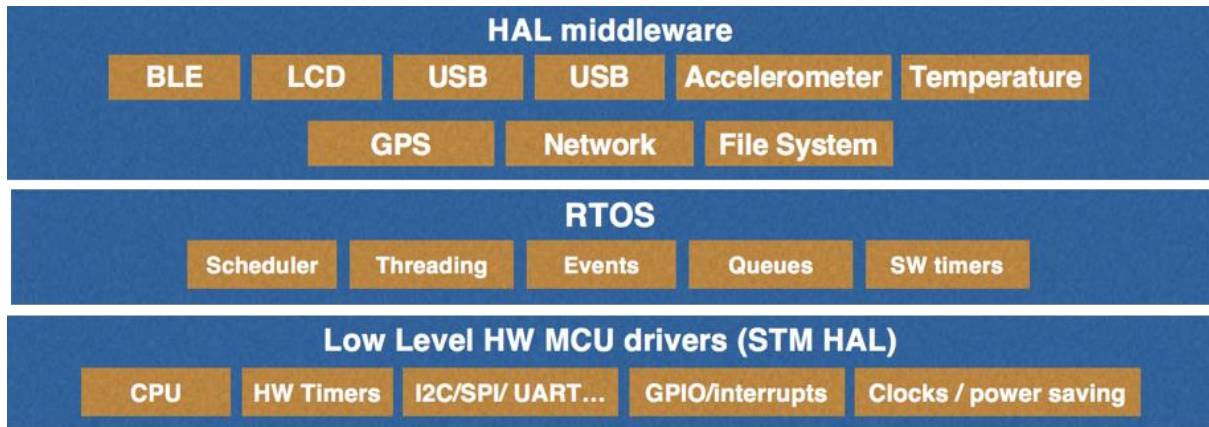 HAL middleware
BLE LCD USB USB Accelerometer Temperature
GPS Network File System
RTOS
Scheduler Threading Events Queues SW timers
Low Level HW MCU drivers (STM HAL)
CPU HW Timers I2C/SPI/ UART... GPIO/interrupts Clocks / power saving